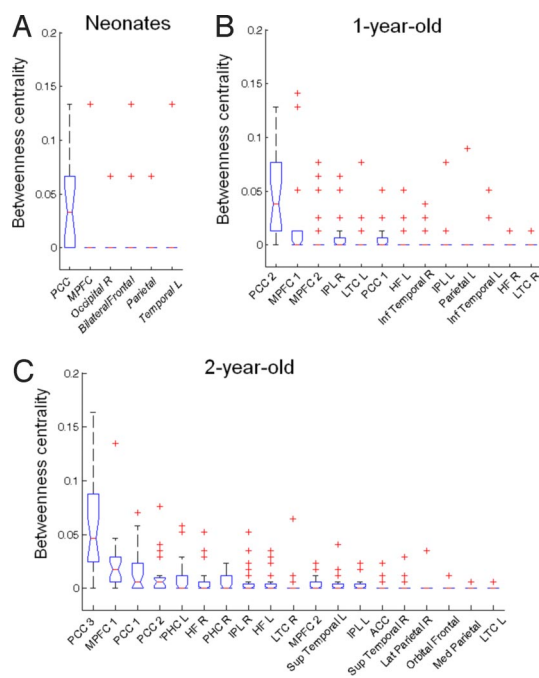 A
Neonates
Betweenness centrality
0.2
0.15
0.1
0.05
0
PCC
MPFC
Occipital R
BilateralFrontal
Parietal
Temporal L
B
1-year-old
Betweenness centrality
0.2
0.15
0.1
0.05
0
PCC 2
MPFC 1
MPFC 2
IPL R
LTC L
PCC 1
HF L
Inf Temporal R
IPL L
Parietal L
Inf Temporal L
HF R
LTC R
C
2-year-old
Betweenness centrality
0.2
0.15
0.1
0.05
0
PCC 3
MPFC 1
PCC 1
PCC 2
'PHC L
HF R
PHC R
IPL R
HF L
LTC R
MPFC 2
Sup Temporal L
IPL L
ACC
Sup Temporal R
Lat Parietal R
Orbital Frontal
Med Parietal
LTC L